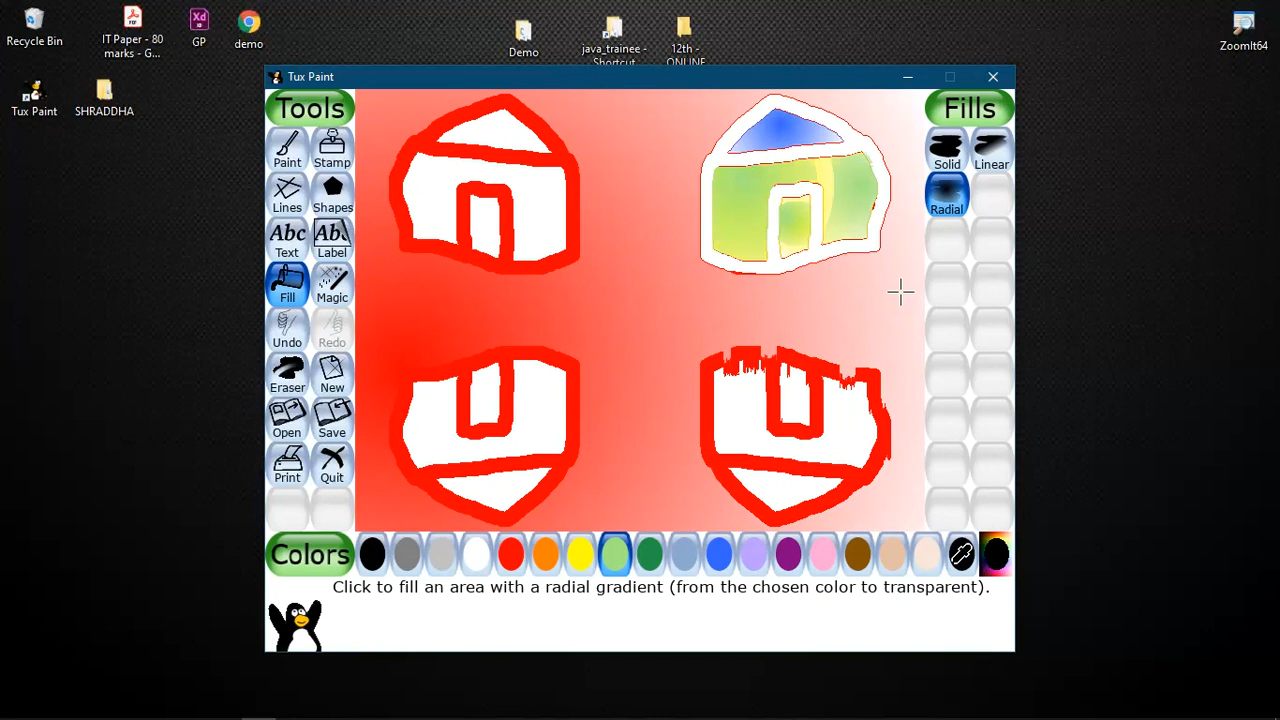 Recycle Bin
IT Paper - 80
marks - G...
GP
demo
Demo
java_trainee -
Shortcut
12th -
ONLINE
ZoomIt64
Tux Paint
SHRADDHA
Tux Paint
Tools
Fills
Paint
Stamp
Solid
Linear
Lines
Shapes
Radial
Abc
Text
Abc
Label
Fill
Magic
Undo
Redo
Eraser
New
Open
Save
Print
Quit
Colors
Click to fill an area with a radial gradient (from the chosen color to transparent).